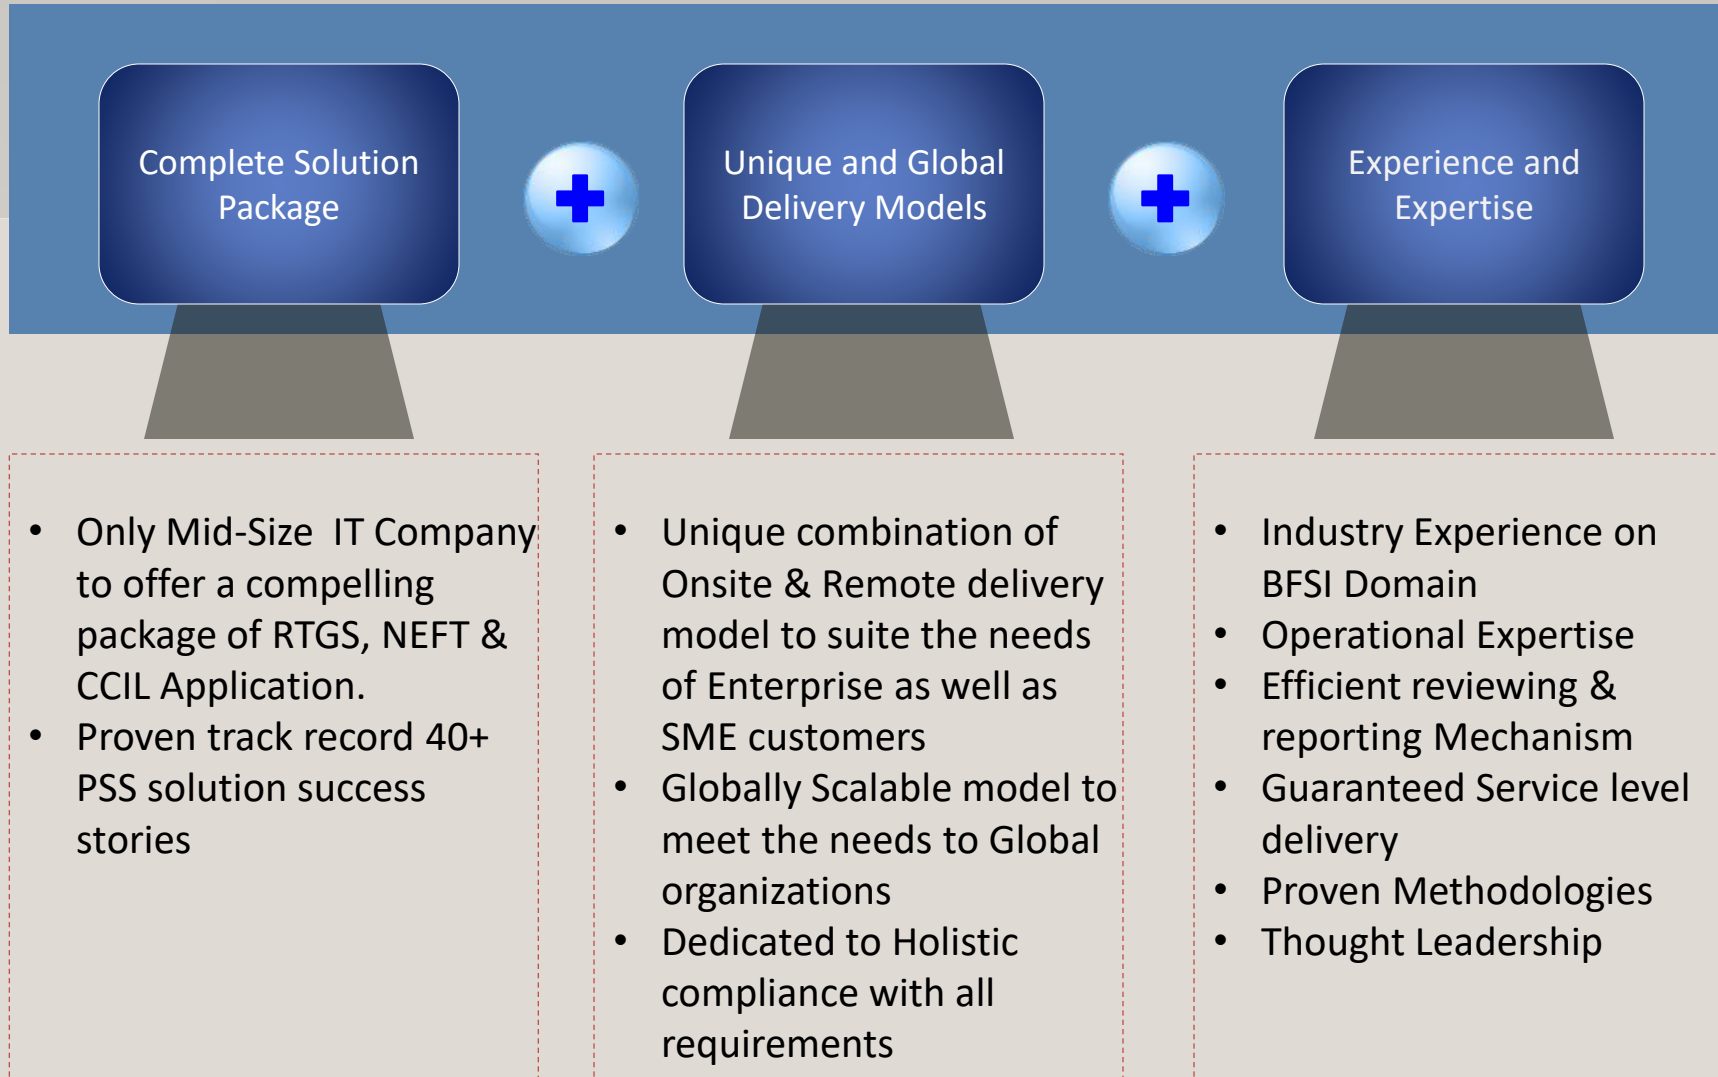 Complete Solution
Package
Unique and Global
Delivery Models
Experience and
Expertise
• Only Mid-Size IT Company
to offer a compelling
package of RTGS, NEFT &
CCIL Application.
• Proven track record 40+
PSS solution success
stories
• Unique combination of
Onsite & Remote delivery
model to suite the needs
of Enterprise as well as
SME customers
• Globally Scalable model to
meet the needs to Global
organizations
• Dedicated to Holistic
compliance with all
requirements
• Industry Experience on
BFSI Domain
• Operational Expertise
• Efficient reviewing &
reporting Mechanism
• Guaranteed Service level
delivery
• Proven Methodologies
• Thought Leadership